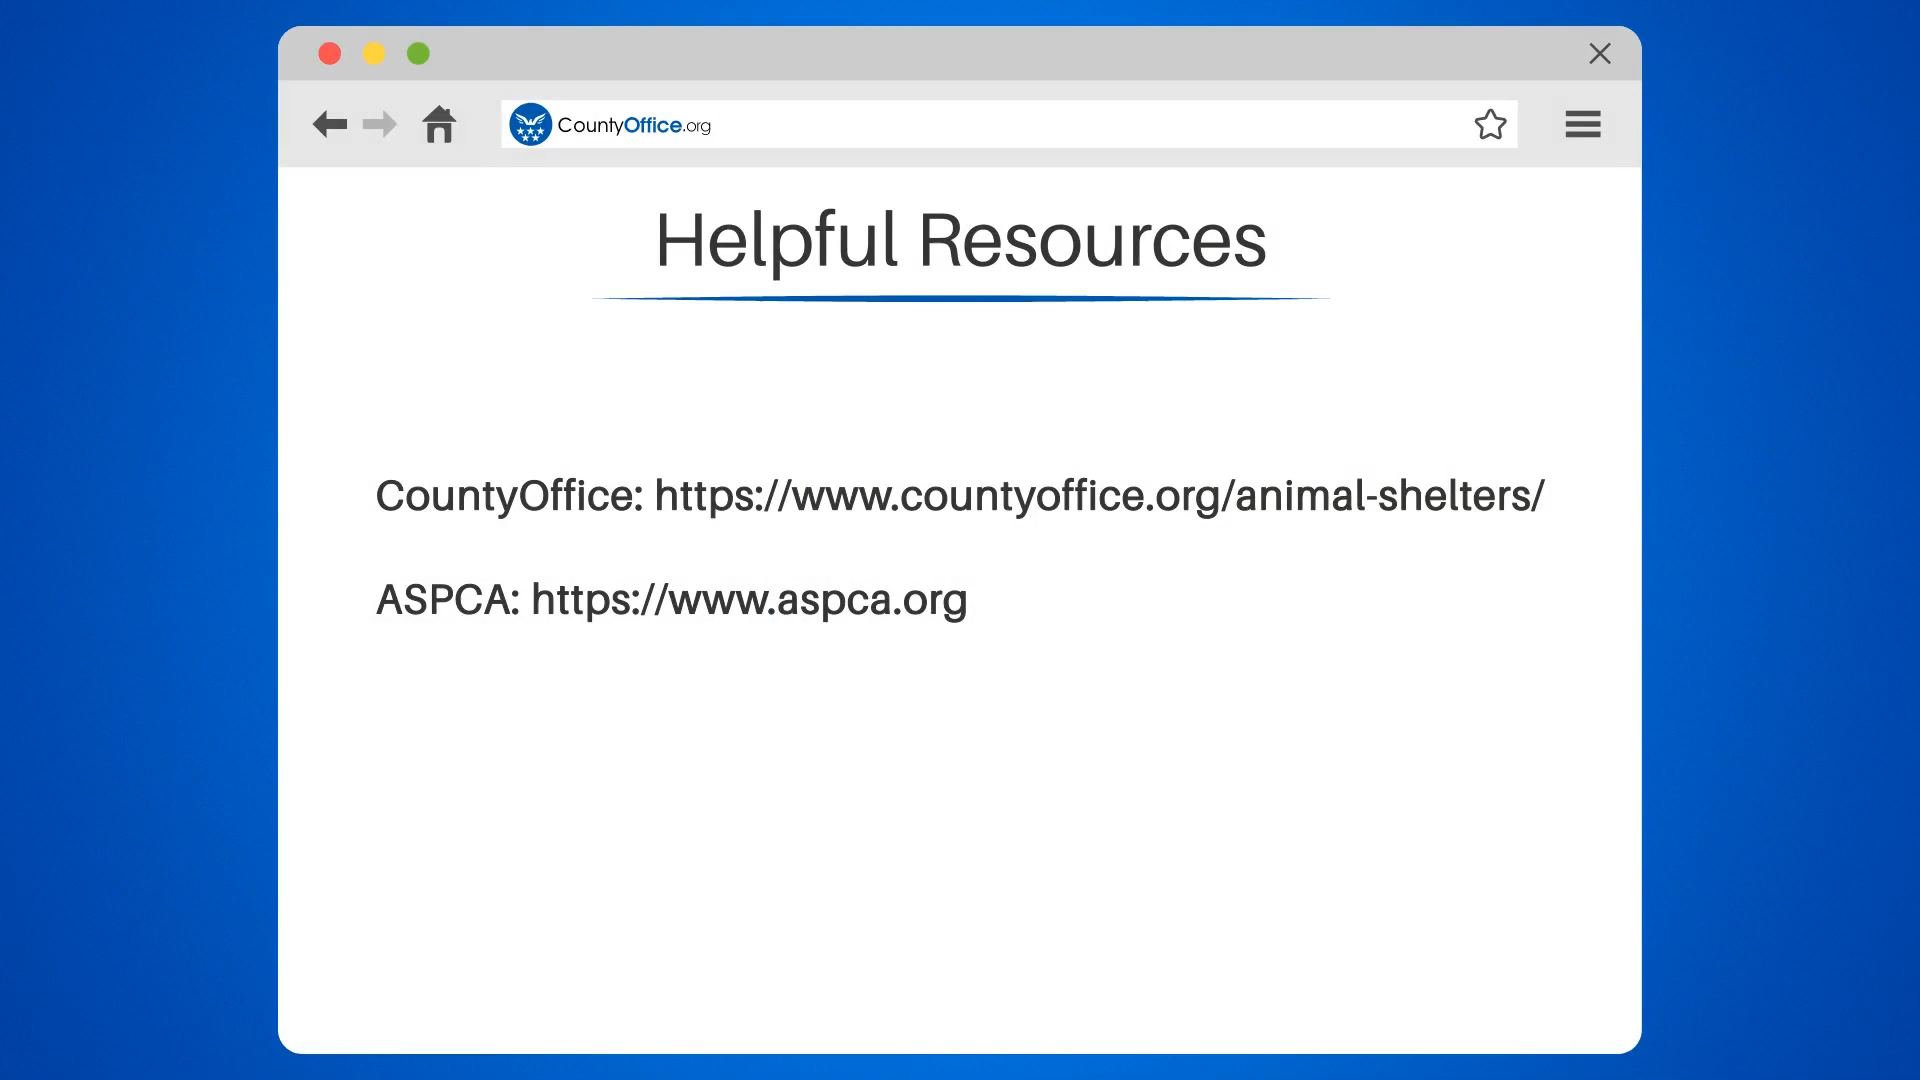 CountyOffice.org
Helpful Resources
CountyOffice: https://www.countyoffice.org/animal-shelters/
ASPCA: https://www.aspca.org